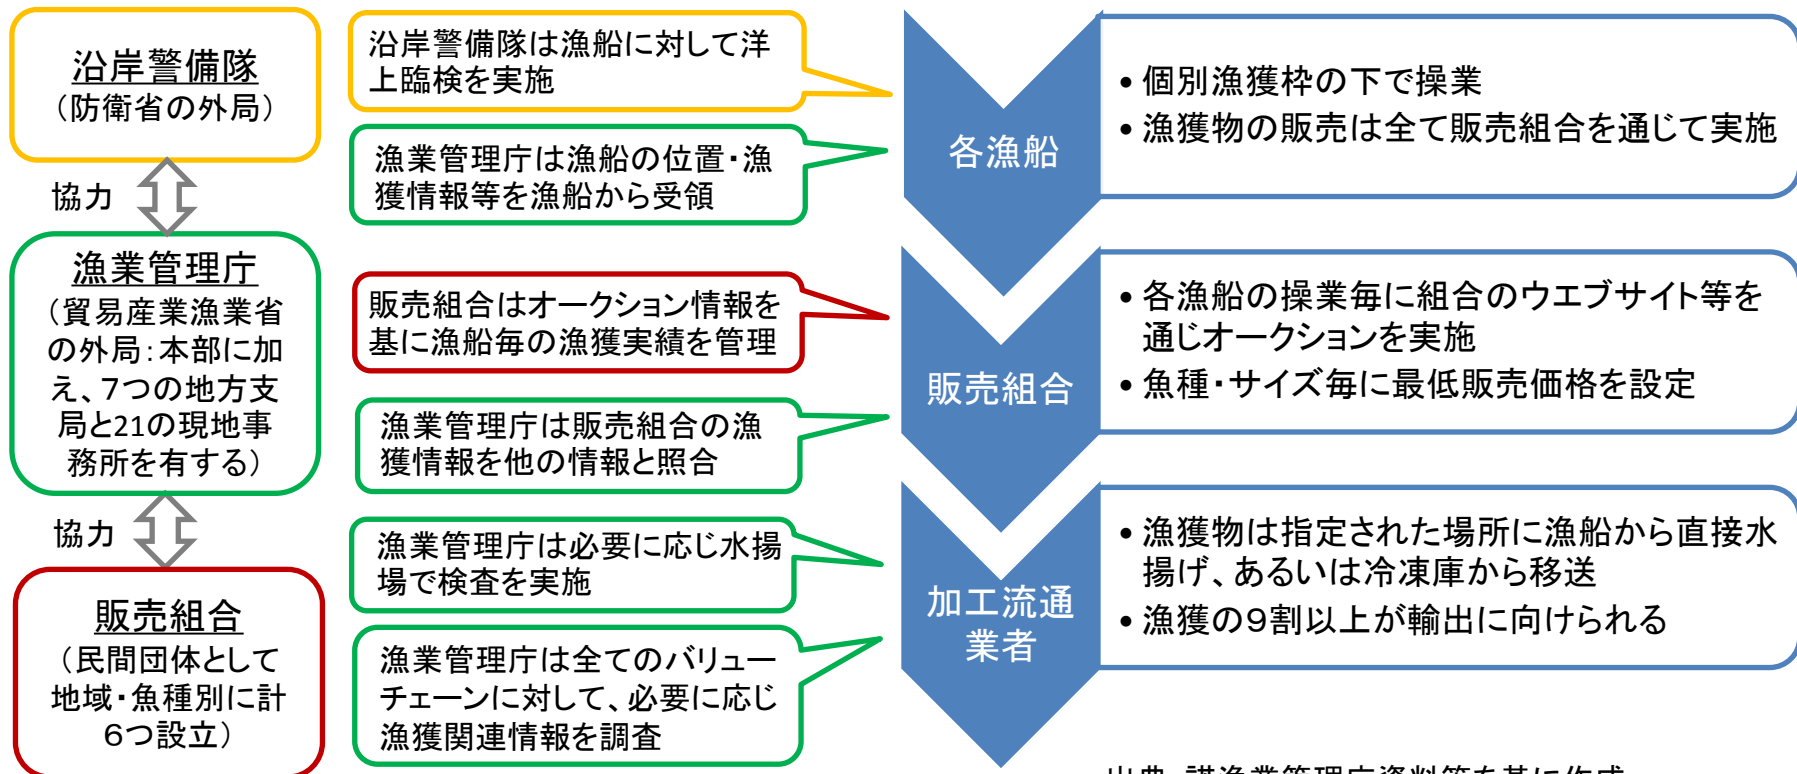 沿岸警備隊
（防衛省の外局）
協力
漁業管理庁
（貿易産業漁業省
の外局：本部に加
え、７つの地方支
局と21の現地事
務所を有する）
協力
販売組合
（民間団体として
地域・魚種別に計
６つ設立）
沿岸警備隊は漁船に対して洋
上臨検を実施
漁業管理庁は漁船の位置・漁
獲情報等を漁船から受領
販売組合はオークション情報を
基に漁船毎の漁獲実績を管理
漁業管理庁は販売組合の漁
獲情報を他の情報と照合
漁業管理庁は必要に応じ水揚
場で検査を実施
漁業管理庁は全てのバリュー
チェーンに対して、必要に応じ
漁獲関連情報を調査
各漁船
• 個別漁獲枠の下で操業
• 漁獲物の販売は全て販売組合を通じて実施
販売組合
• 各漁船の操業毎に組合のウエブサイト等を
通じオークションを実施
• 魚種・サイズ毎に最低販売価格を設定
加工流通
業者
• 漁獲物は指定された場所に漁船から直接水
揚げ、あるいは冷凍庫から移送
• 漁獲の９割以上が輸出に向けられる